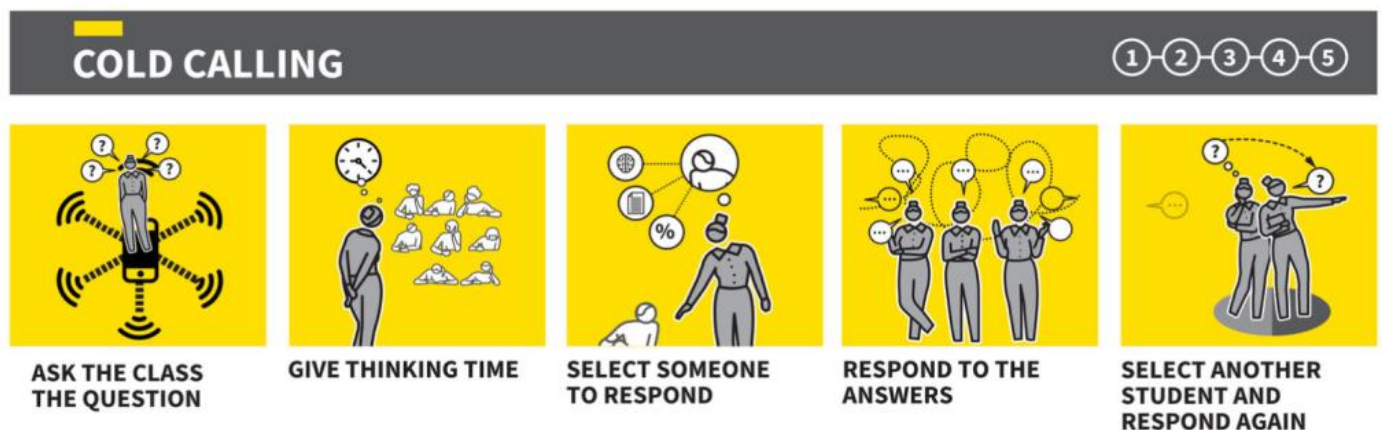 COLD CALLING
1 2 3 4 5
? ? ? ?
%
... ... ... ... ...
? ... ?
ASK THE CLASS
THE QUESTION
GIVE THINKING TIME
SELECT SOMEONE
TO RESPOND
RESPOND TO THE
ANSWERS
SELECT ANOTHER
STUDENT AND
RESPOND AGAIN